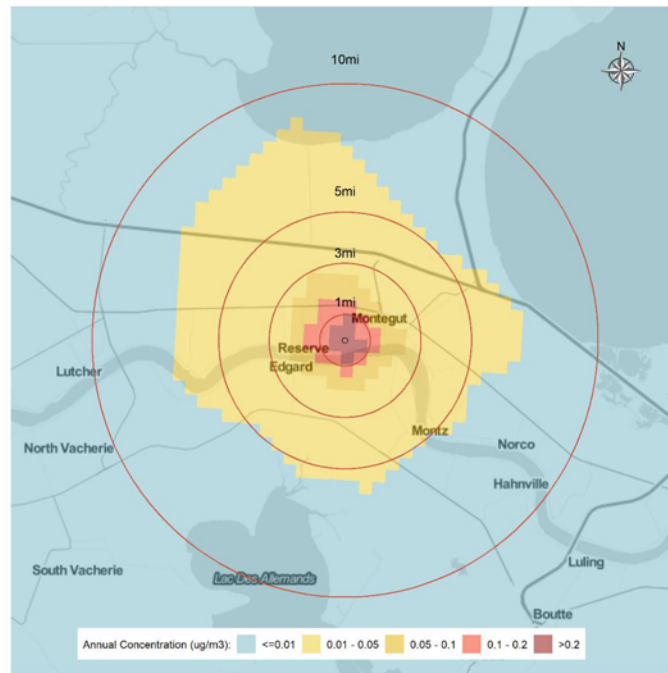 10mi
N
5mi
3mi
1mi
Montegut
Reserve
Edgard
Lutcher
Montz
North Vacherie
Norco
Hahnville
South Vacherie
Lac Des Allemands
Luling
Boutte
Annual Concentration (ug/m3): <=0.01 0.01 - 0.05 0.05 - 0.1 0.1 - 0.2 >0.2